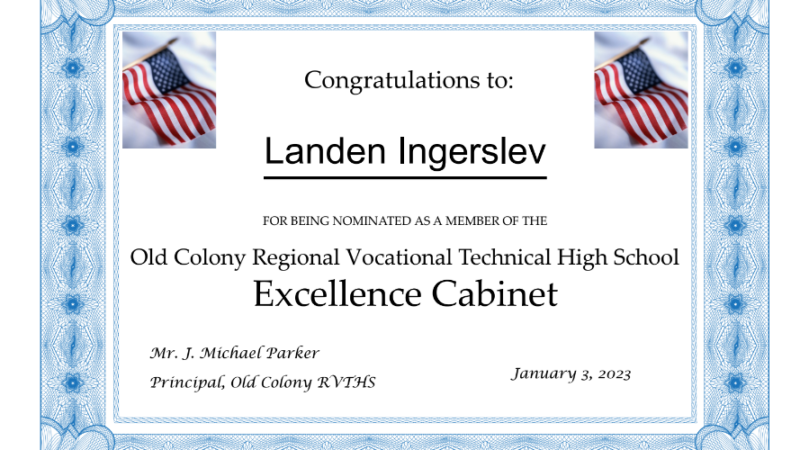 Congratulations to:
Landen Ingerslev
FOR BEING NOMINATED AS A MEMBER OF THE
Old Colony Regional Vocational Technical High School
Excellence Cabinet
Mr. J. Michael Parker
Principal, Old Colony RVTHS
January 3, 2023